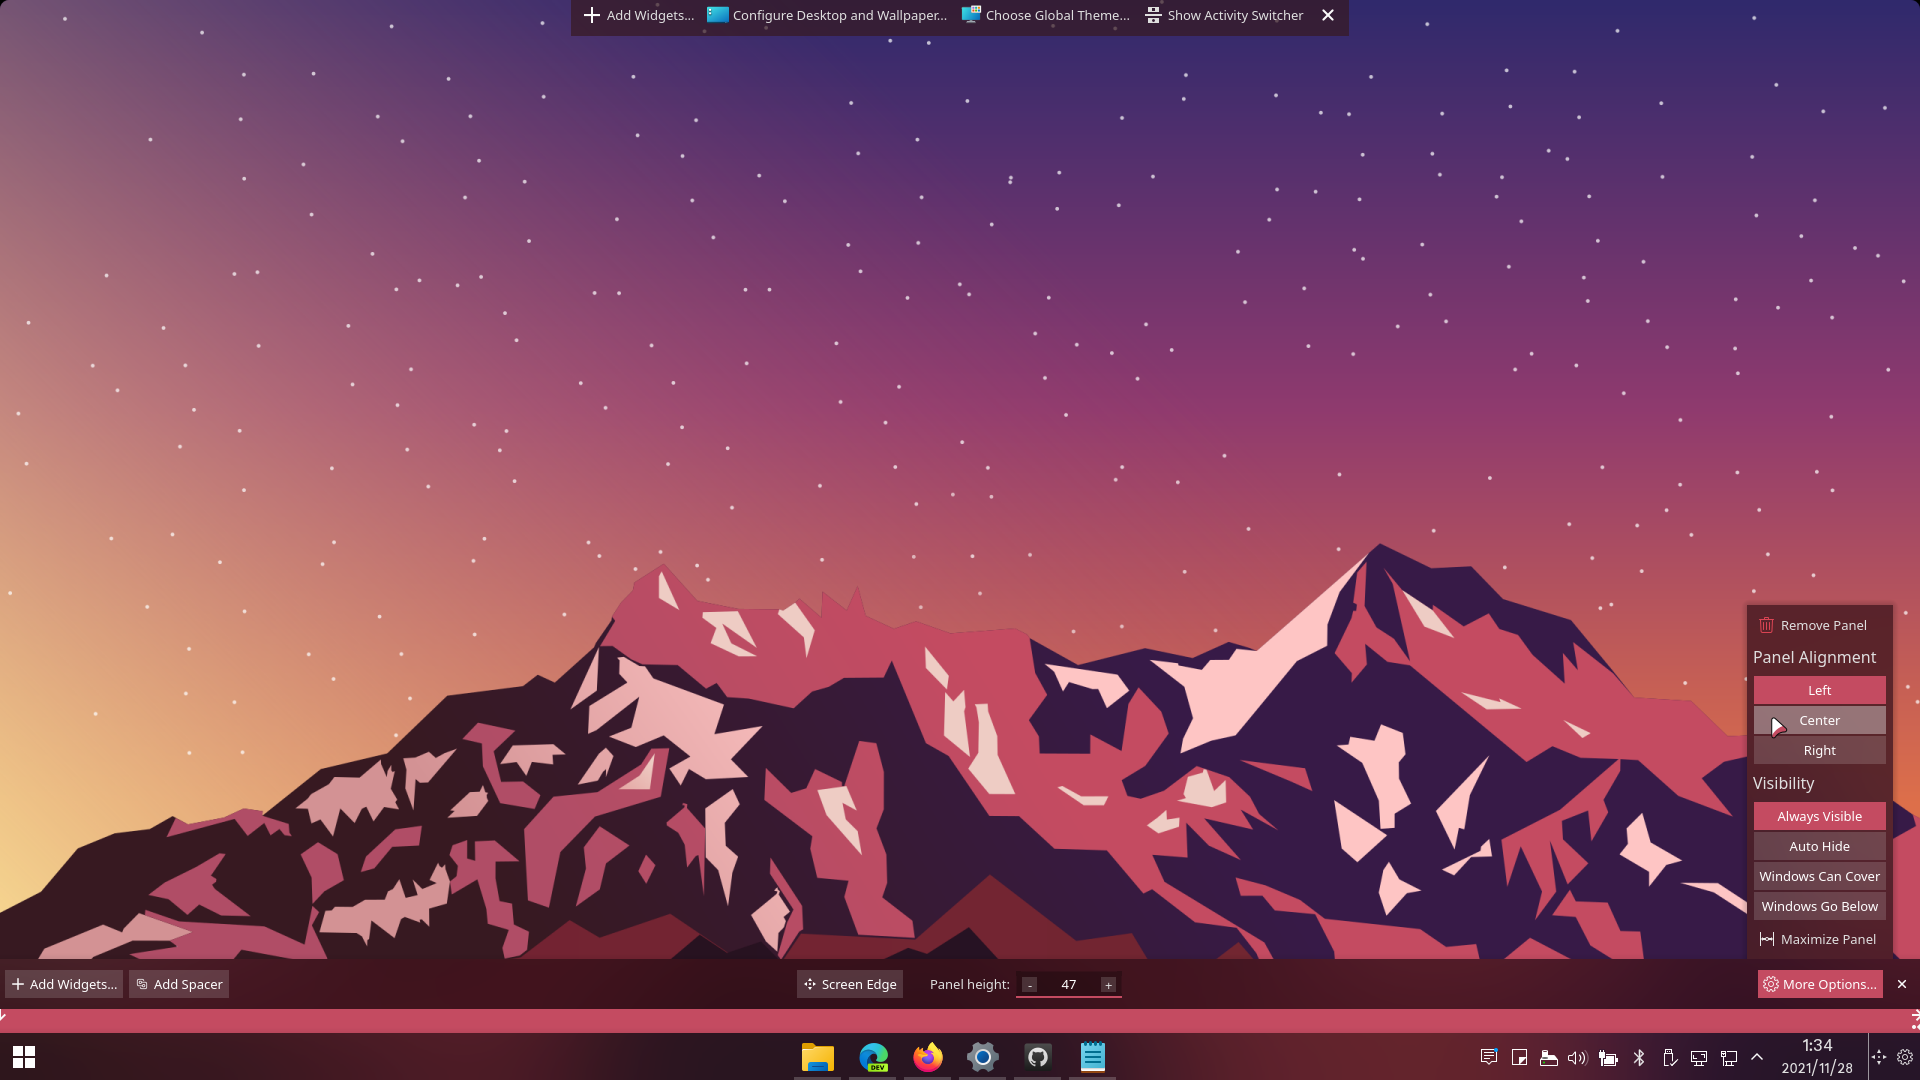 Add Widgets...
Configure Desktop and Wallpaper...
Choose Global Theme...
Show Activity Switcher
Remove Panel
Panel Alignment
Left
Center
Right
Visibility
Always Visible
Auto Hide
Windows Can Cover
Windows Go Below
Maximize Panel
Add Widgets...
Add Spacer
Screen Edge
Panel height:
- 47 +
More Options...
DEV
1:34
2021/11/28